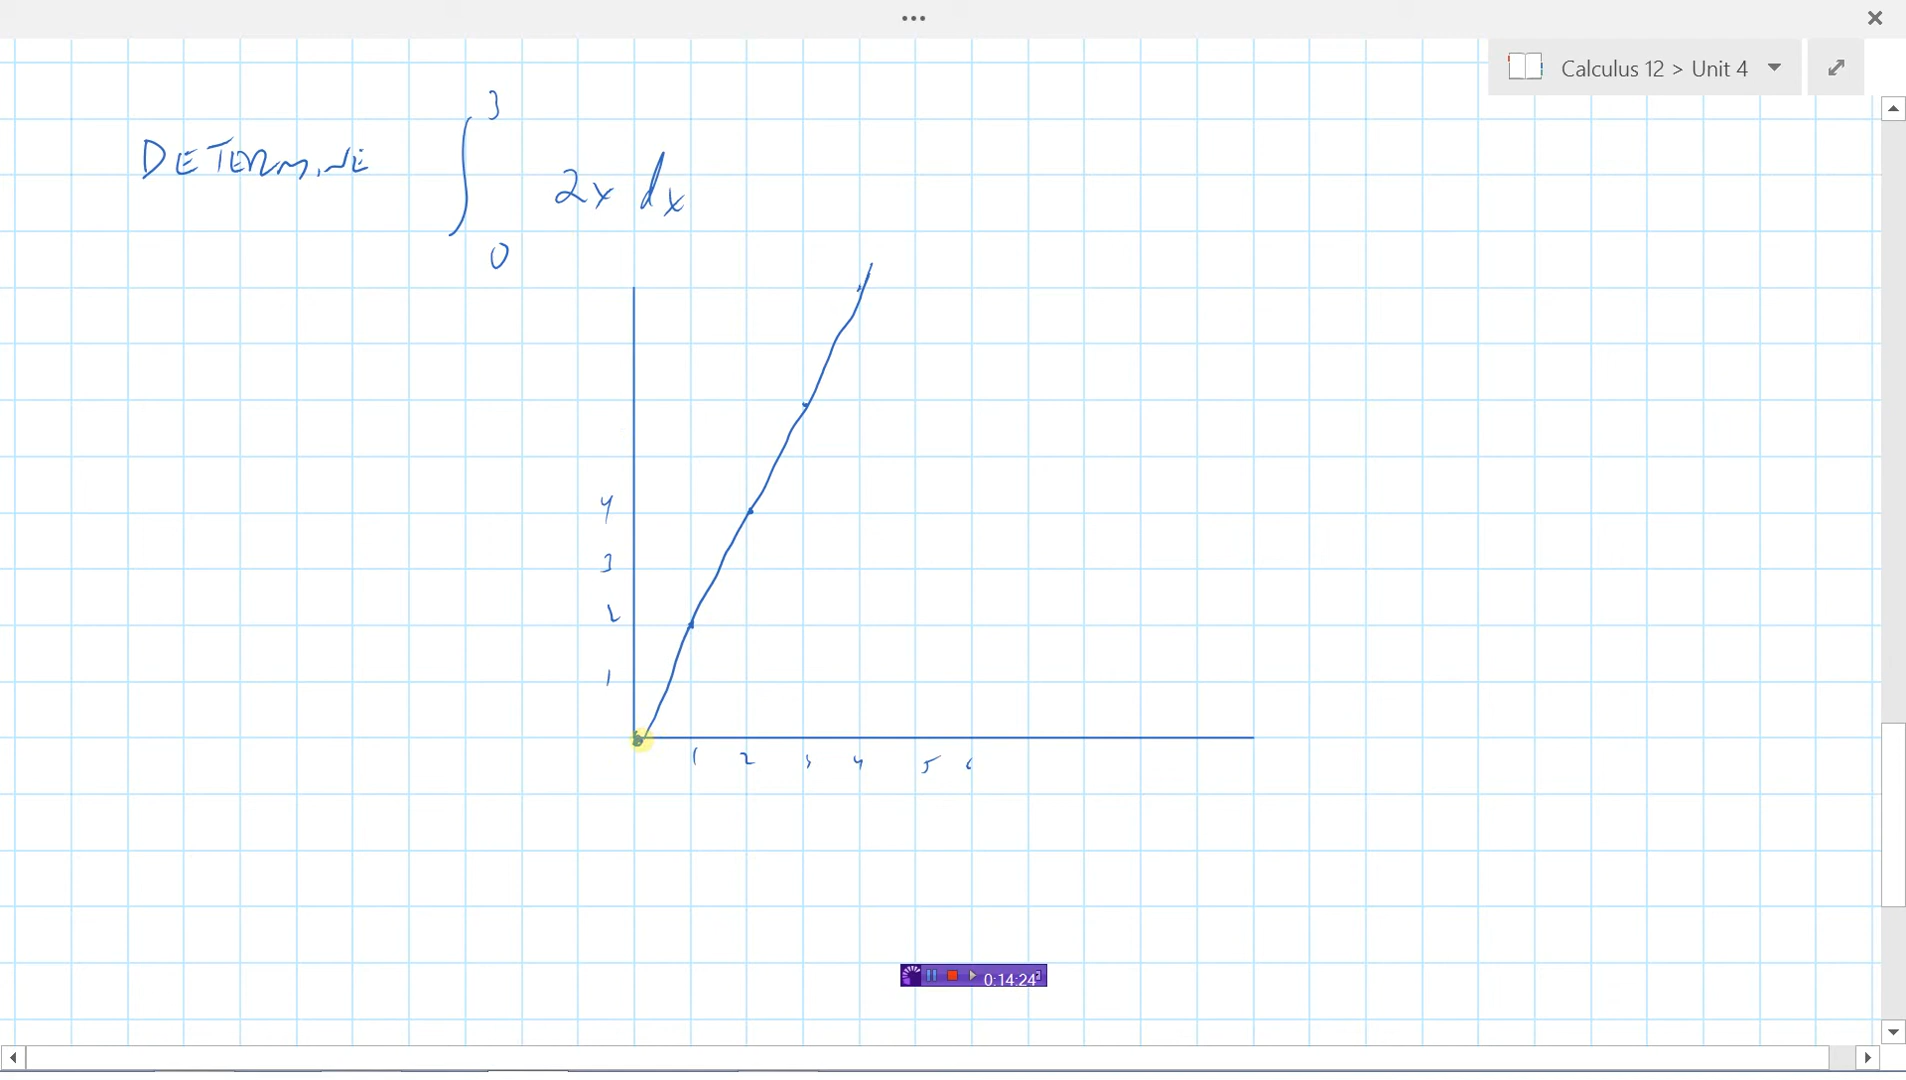 ...
Calculus 12 > Unit 4
3
DETERMINE ∫ 2x dx
0
4
3
2
1
1 2 3 4 5 6
0:14:24